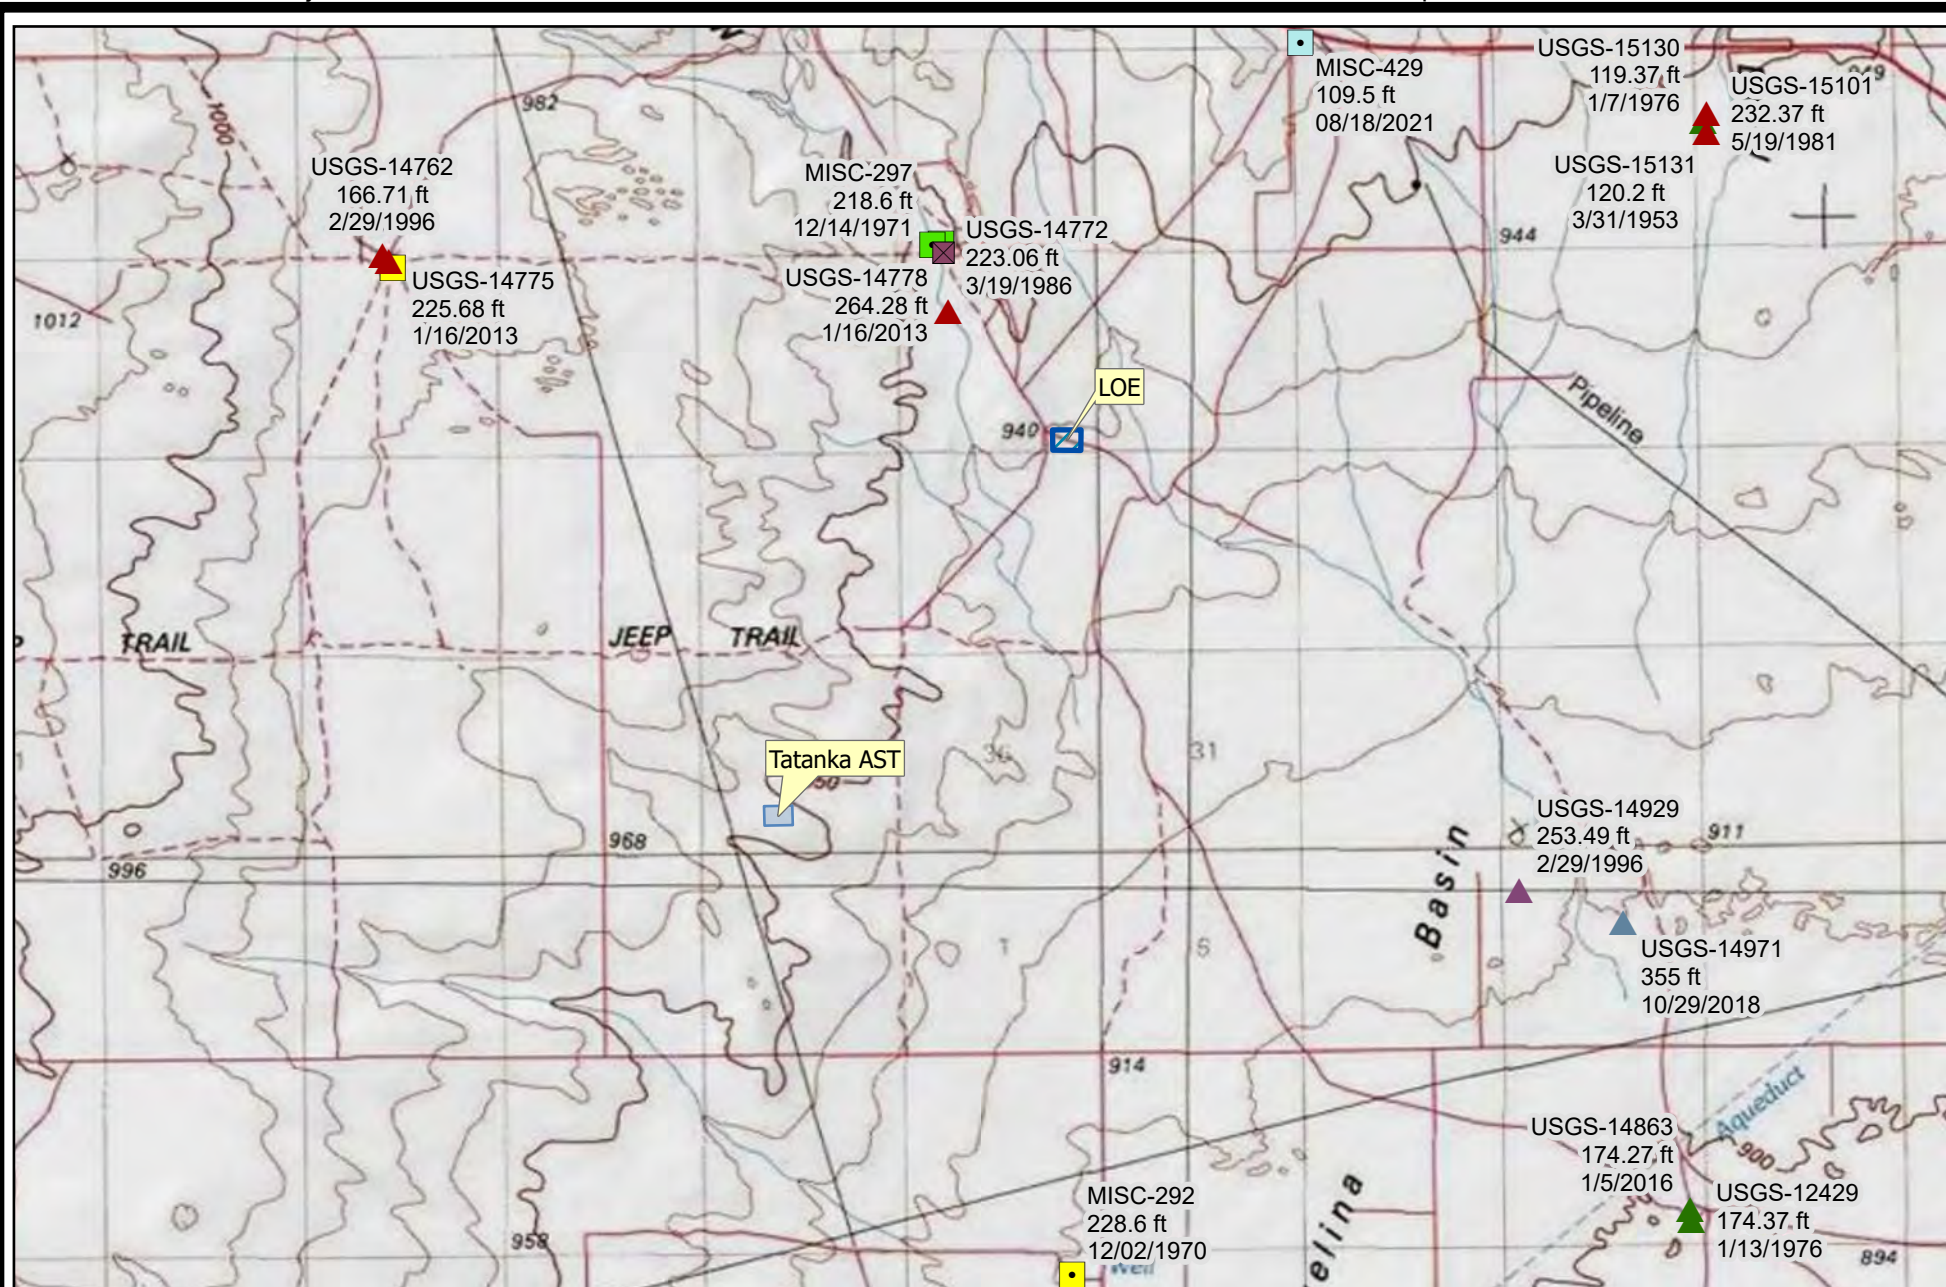 USGS-15130
119.37 ft
1/7/1976
949
USGS-15101
232.37 ft
5/19/1981
MISC-429
109.5 ft
08/18/2021
982
1000
USGS-14762
166.71 ft
2/29/1996
MISC-297
218.6 ft
12/14/1971
USGS-15131
120.2 ft
3/31/1953
USGS-14772
223.06 ft
3/19/1986
944
USGS-14775
225.68 ft
1/16/2013
USGS-14778
264.28 ft
1/16/2013
1012
LOE
Pipeline
940
TRAIL
JEEP TRAIL
36
31
Tatanka AST
50
968
996
USGS-14929
253.49 ft
2/29/1996
911
Basin
1
6
USGS-14971
355 ft
10/29/2018
914
Aqueduct
USGS-14863
174.27 ft
1/5/2016
900
USGS-12429
174.37 ft
1/13/1976
MISC-292
228.6 ft
12/02/1970
Well
elina
958
894